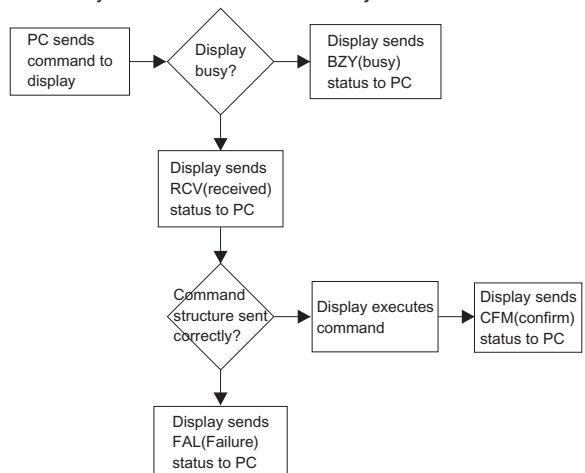 PC sends
command to
display
Display
busy?
Display sends
BZY(busy)
status to PC
Display sends
RCV(received)
status to PC
Command
structure sent
correctly?
Display executes
command
Display sends
CFM(confirm)
status to PC
Display sends
FAL(Failure)
status to PC